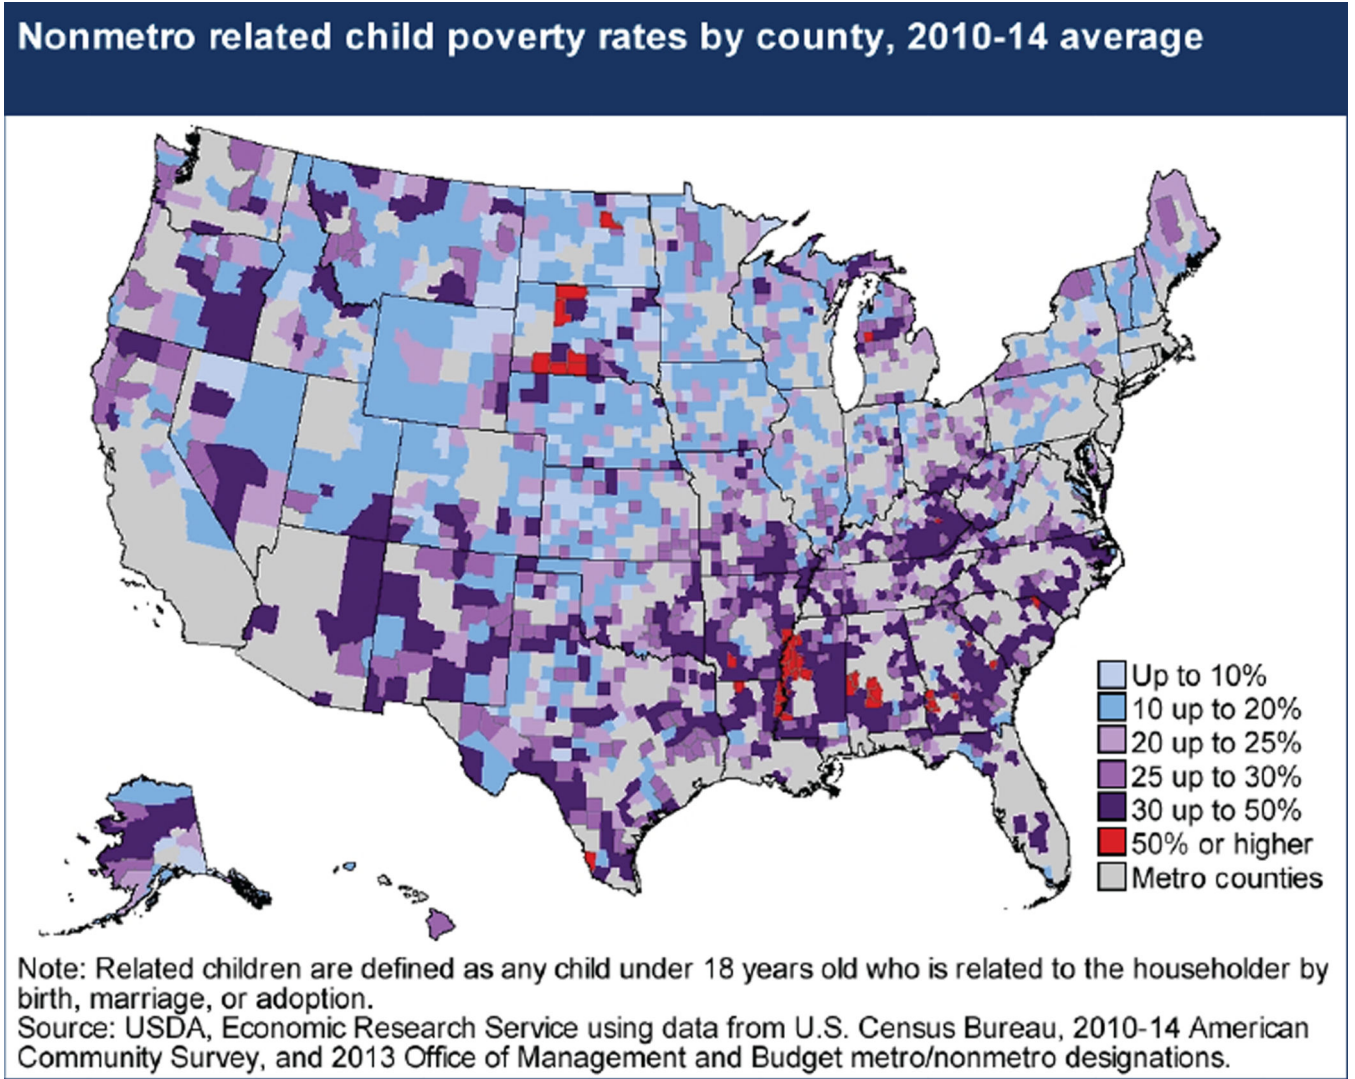 Nonmetro related child poverty rates by county, 2010-14 average
Up to 10%
10 up to 20%
20 up to 25%
25 up to 30%
30 up to 50%
50% or higher
Metro counties
Note: Related children are defined as any child under 18 years old who is related to the householder by
birth, marriage, or adoption.
Source: USDA, Economic Research Service using data from U.S. Census Bureau, 2010-14 American
Community Survey, and 2013 Office of Management and Budget metro/nonmetro designations.